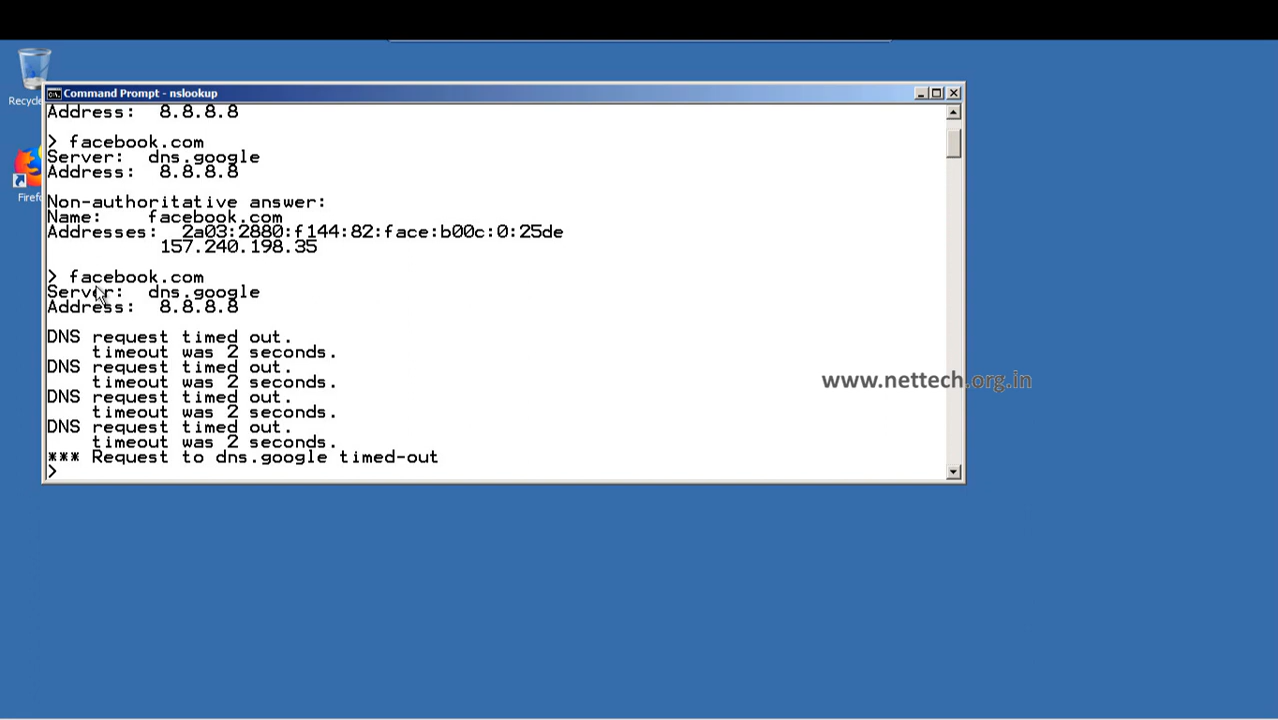 Command Prompt - nslookup
Address:  8.8.8.8
> facebook.com
Server:  dns.google
Address:  8.8.8.8
Non-authoritative answer:
Name:    facebook.com
Addresses:  2a03:2880:f144:82:face:b00c:0:25de
157.240.198.35
> facebook.com
Server:  dns.google
Address:  8.8.8.8
DNS request timed out.
timeout was 2 seconds.
DNS request timed out.
timeout was 2 seconds.
DNS request timed out.
timeout was 2 seconds.
DNS request timed out.
timeout was 2 seconds.
*** Request to dns.google timed-out
>
Recycle
Firefo
www.nettech.org.in